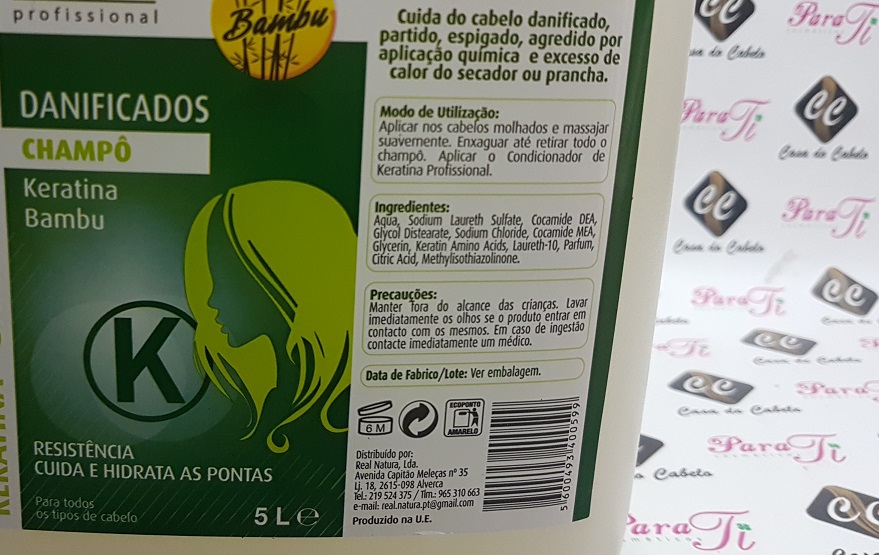 profissional
Bambu
DANIFICADOS
CHAMPÔ
Keratina
Bambu
K
RESISTÊNCIA
CUIDA E HIDRATA AS PONTAS
Para todos
os tipos de cabelo
5 L e
Cuida do cabelo danificado,
partido, espigado, agredido por
aplicação química e excesso de
calor do secador ou prancha.
Modo de Utilização:
Aplicar nos cabelos molhados e massajar
suavemente. Enxaguar até retirar todo o
champô. Aplicar o Condicionador de
Keratina Profissional.
Ingredientes:
Aqua, Sodium Laureth Sulfate, Cocamide DEA,
Glycol Distearate, Sodium Chloride, Cocamide MEA,
Glycerin, Keratin Amino Acids, Laureth-10, Parfum,
Citric Acid, Methylisothiazolinone.
Precauções:
Manter fora do alcance das crianças. Lavar
imediatamente os olhos se o produto entrar em
contacto com os mesmos. Em caso de ingestão
contacte imediatamente um médico.
Data de Fabrico/Lote: Ver embalagem.
6 M
ECOPONTO
AMARELO
Distribuído por:
Real Natura, Lda.
Avenida Capitão Meleças nº 35
Lj. 18, 2615-098 Alverca
Tel.: 219 524 375 / Tlm.: 965 310 663
e-mail: real.natura.pt@gmail.com
Produzido na U.E.
5 600493 400599
Para Ti
CC
Casa do Cabelo